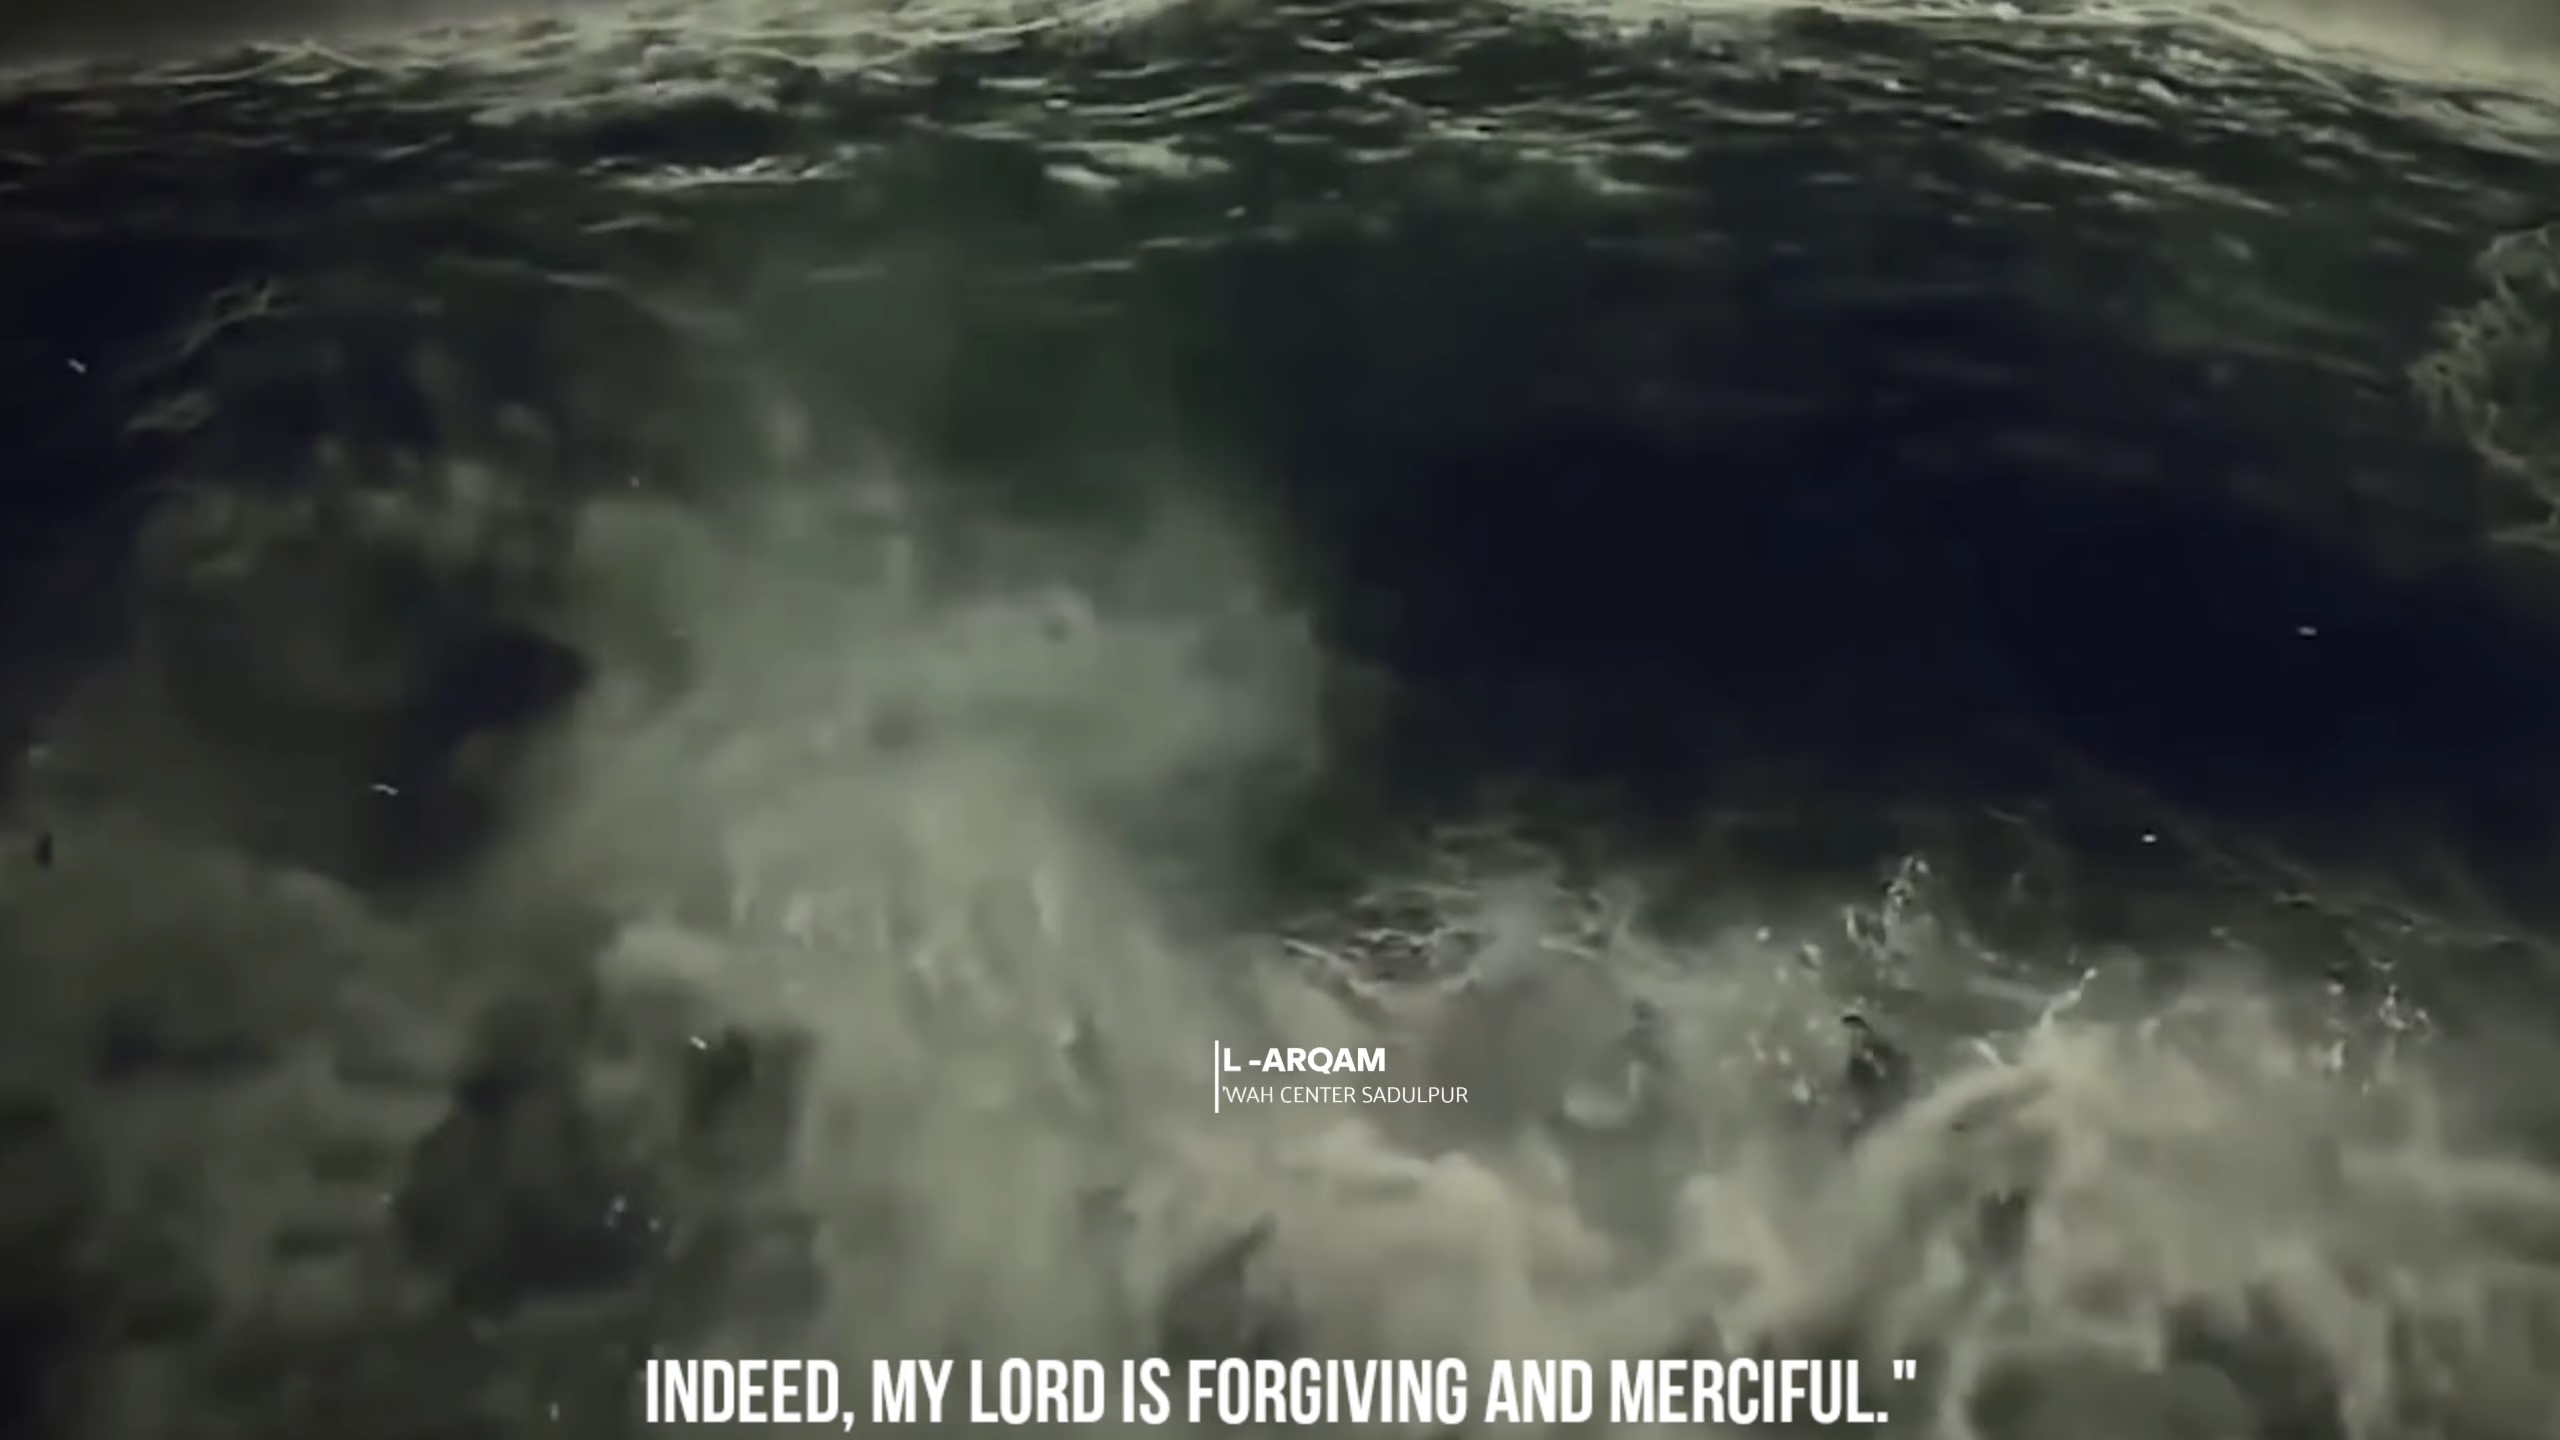 L -ARQAM
'WAH CENTER SADULPUR
INDEED, MY LORD IS FORGIVING AND MERCIFUL."